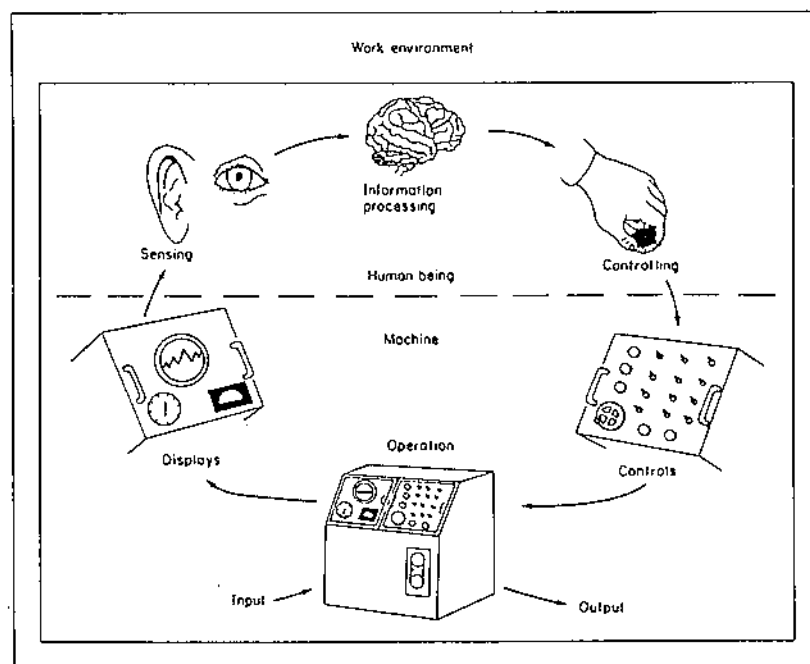 Work environment
Information
processing
Sensing
Controlling
Human being
Machine
Operation
Displays
Controls
Input
Output